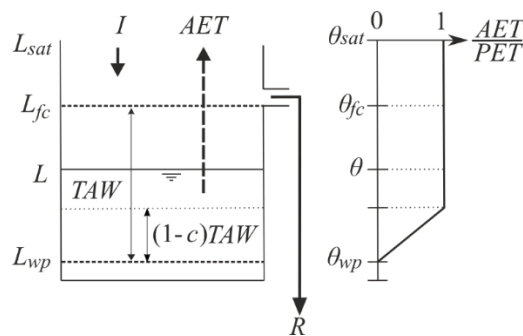 L_sat
I
AET
L_fc
L
TAW
(1-c)TAW
L_wp
R
0
1
θ_sat
AET
PET
θ_fc
θ
θ_wp